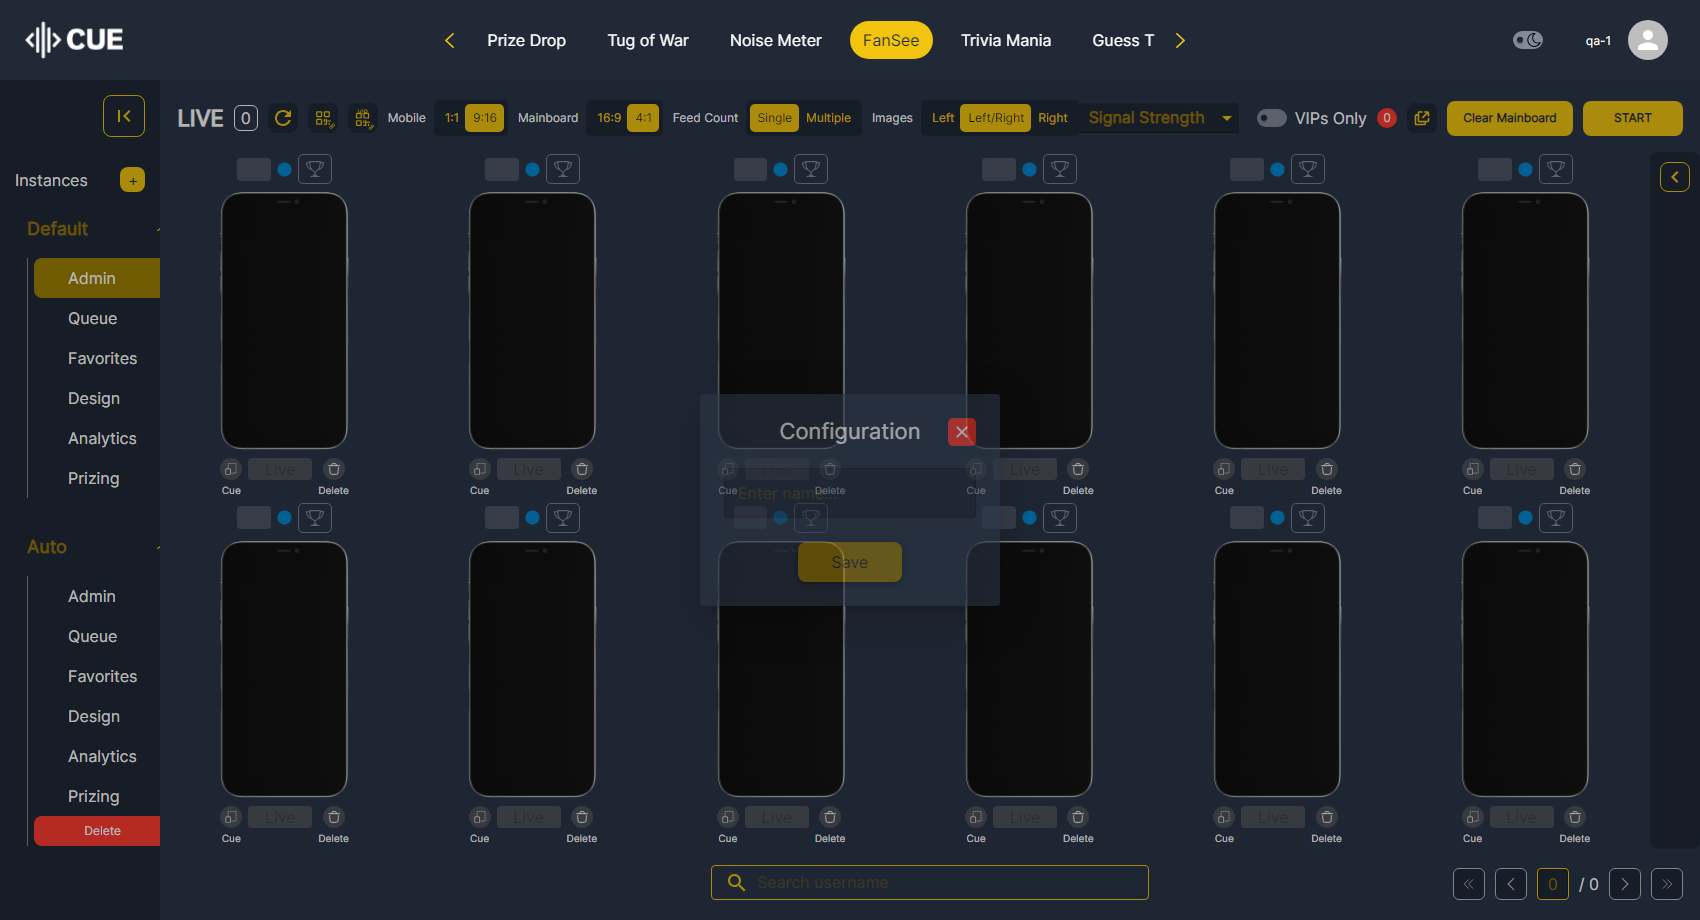 CUE
Prize Drop
Tug of War
Noise Meter
FanSee
Trivia Mania
Guess T
qa-1
LIVE 0
Mobile 1:1 9:16
Mainboard 16:9 4:1
Feed Count Single Multiple
Images Left Left/Right Right
Signal Strength
VIPs Only 0
Clear Mainboard
START
Instances +
Default
Admin
Queue
Favorites
Design
Analytics
Prizing
Auto
Admin
Queue
Favorites
Design
Analytics
Prizing
Delete
Live Live Live Live Live Live
Cue Delete Cue Delete Cue Delete Cue Delete Cue Delete Cue Delete
Configuration
Enter name...
Save
Live Live Live Live Live Live
Cue Delete Cue Delete Cue Delete Cue Delete Cue Delete Cue Delete
Search username
0 / 0